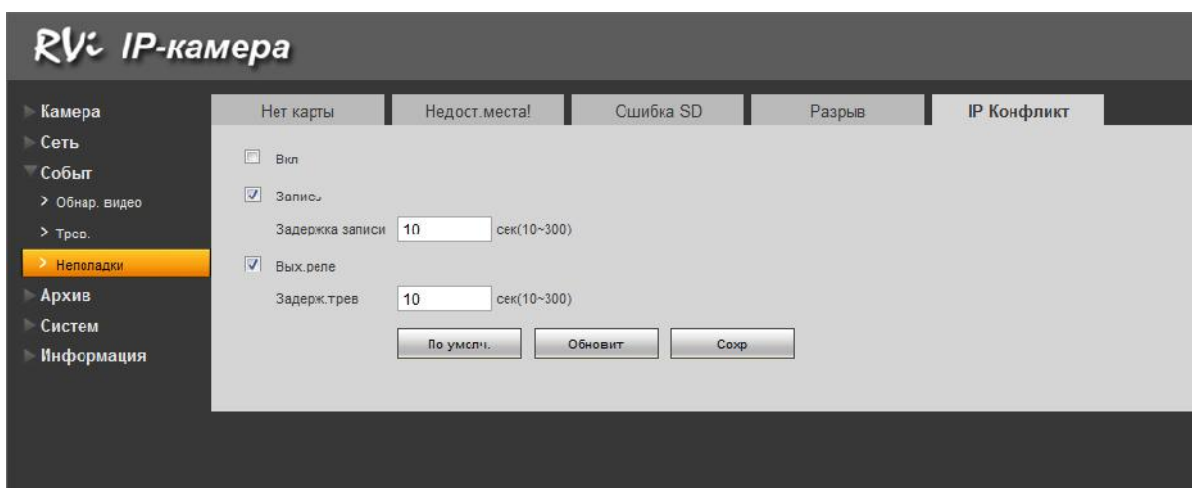 RVi IP-камера
Камера
Сеть
Событ
Обнар. видео
Трев.
Неполадки
Архив
Систем
Информация
Нет карты Недост.места! Ошибка SD Разрыв IP Конфликт
Вкл
Запись
Задержка записи 10 сек(10~300)
Вых.реле
Задерж.трев 10 сек(10~300)
По умолч. Обновит Сохр